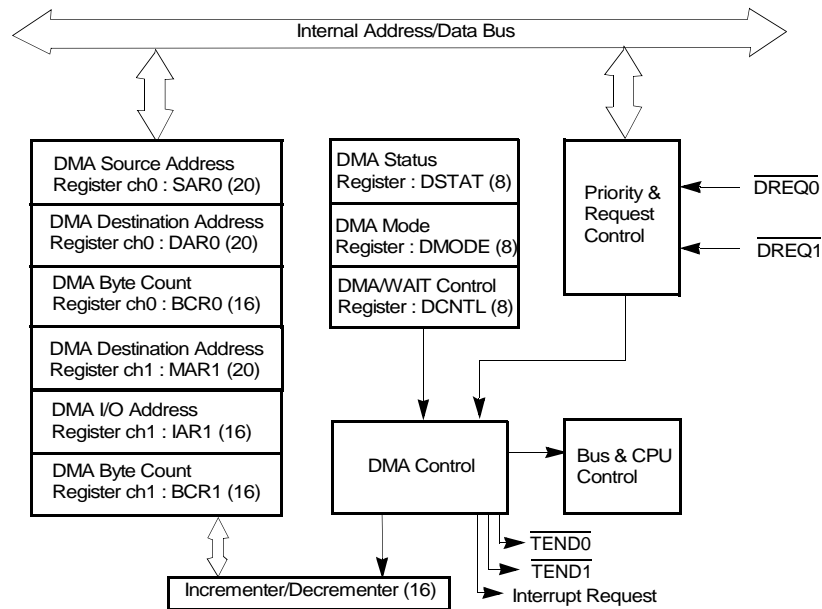 Internal Address/Data Bus
DMA Source Address
Register ch0 : SAR0 (20)
DMA Destination Address
Register ch0 : DAR0 (20)
DMA Byte Count
Register ch0 : BCR0 (16)
DMA Destination Address
Register ch1 : MAR1 (20)
DMA I/O Address
Register ch1 : IAR1 (16)
DMA Byte Count
Register ch1 : BCR1 (16)
DMA Status
Register : DSTAT (8)
DMA Mode
Register : DMODE (8)
DMA/WAIT Control
Register : DCNTL (8)
Priority &
Request
Control
DREQ0
DREQ1
DMA Control
Bus & CPU
Control
TEND0
TEND1
Interrupt Request
Incrementer/Decrementer (16)